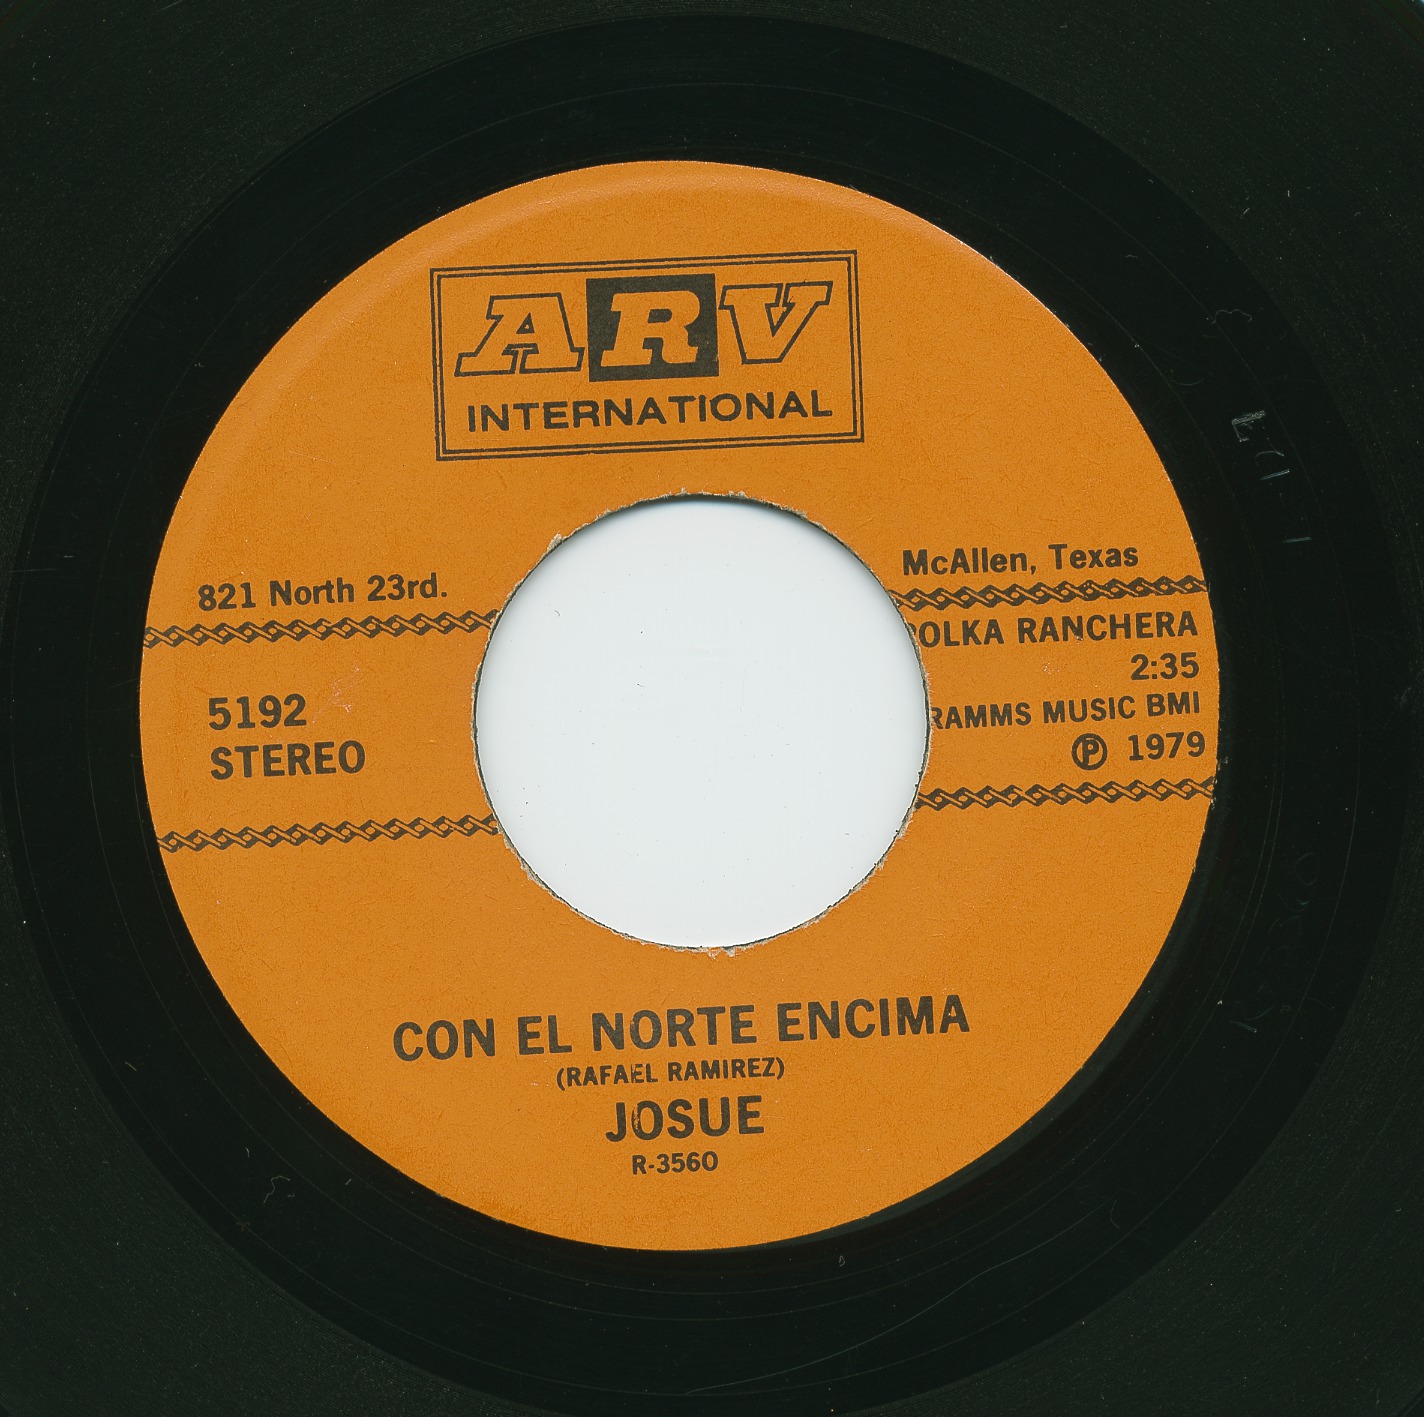 ARV
INTERNATIONAL
821 North 23rd.
McAllen, Texas
5192
STEREO
OLKA RANCHERA
2:35
RAMMS MUSIC BMI
Ⓟ 1979
CON EL NORTE ENCIMA
(RAFAEL RAMIREZ)
JOSUE
R-3560